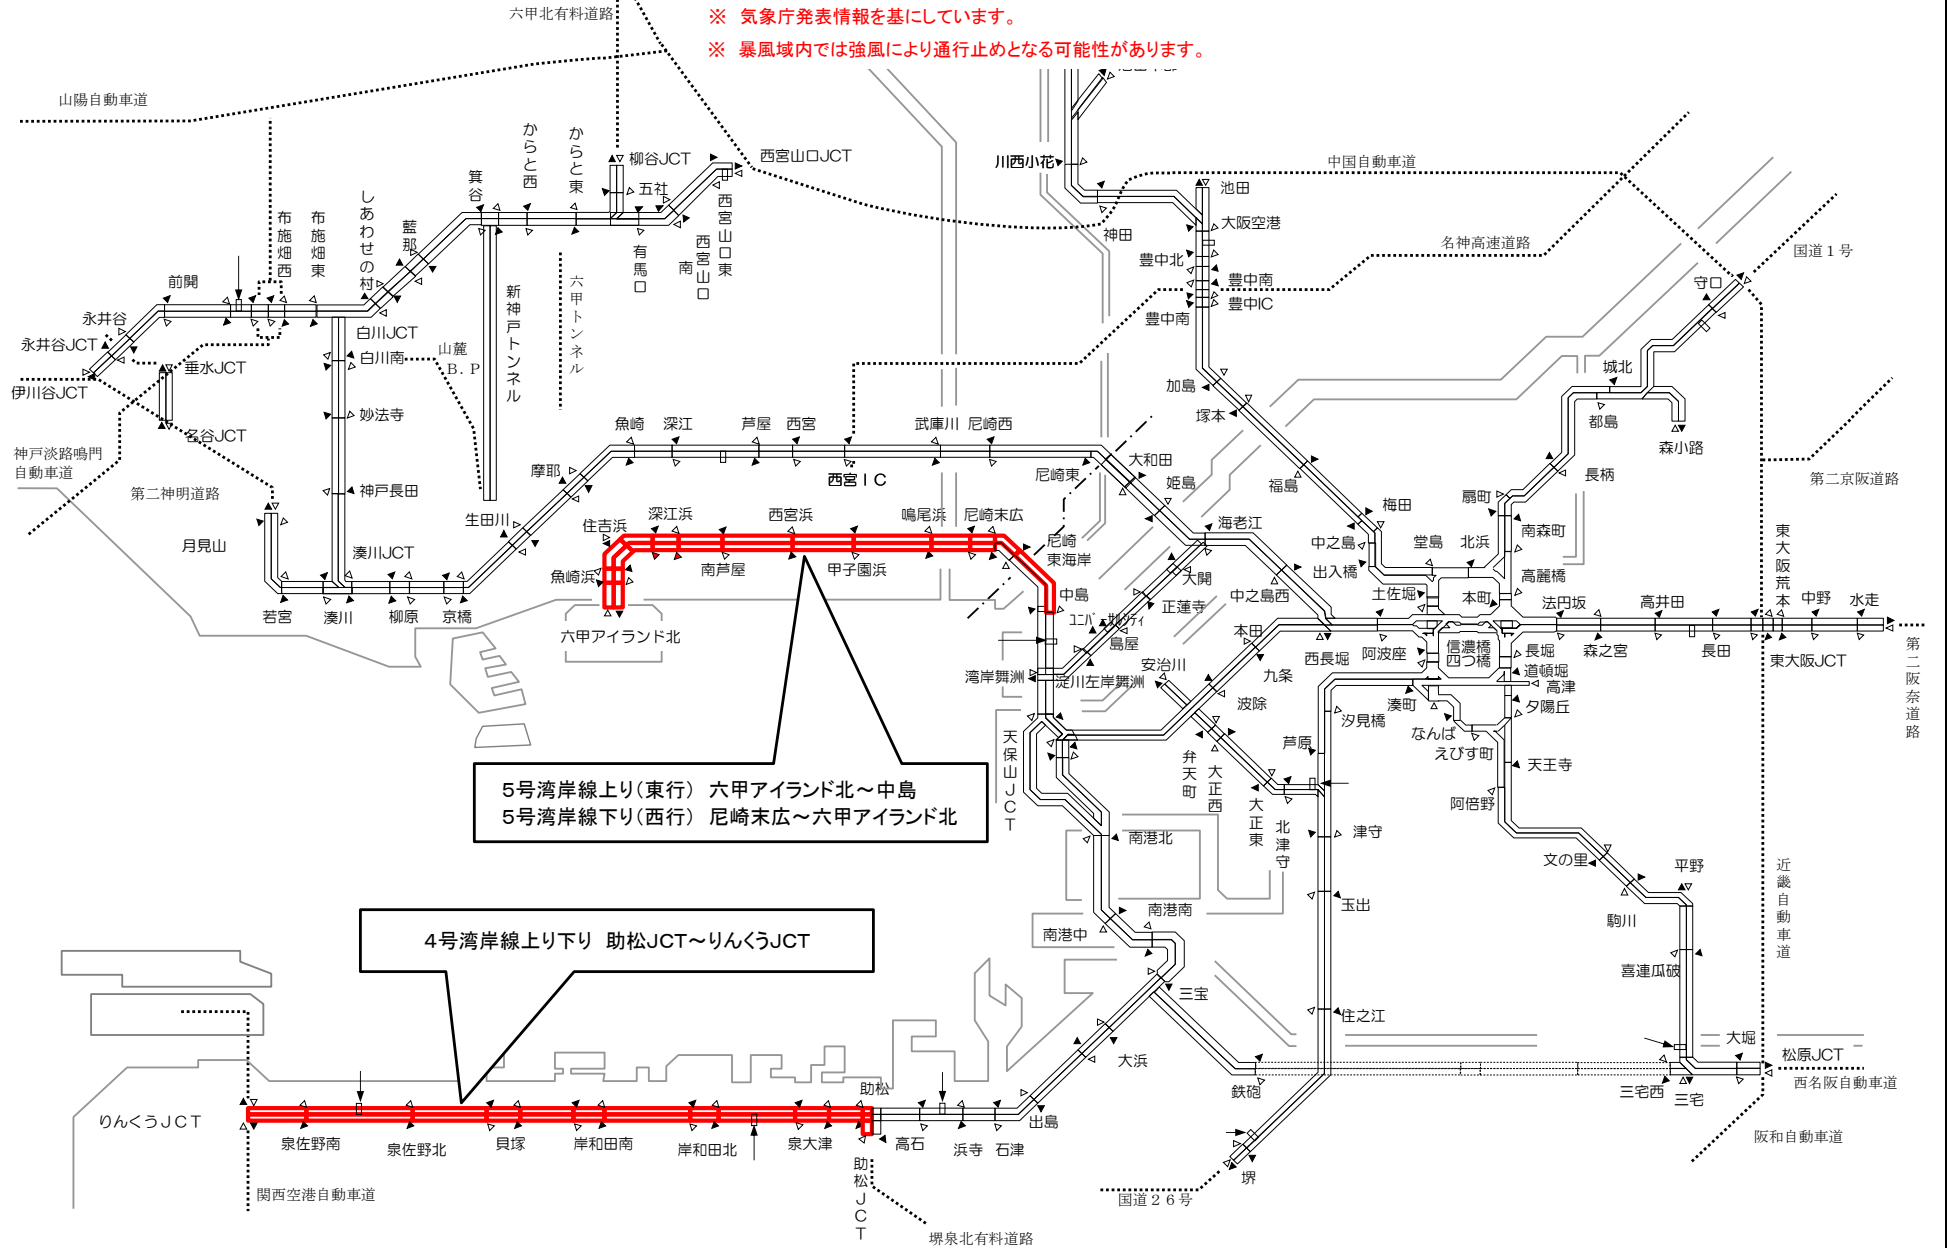 六甲北有料道路
※ 気象庁発表情報を基にしています。
※ 暴風域内では強風により通行止めとなる可能性があります。
山陽自動車道
からと西
からと東
柳谷JCT
西宮山口JCT
川西小花
中国自動車道
箕谷
五社
池田
しあわせの村
西宮山口東
布施畑西
布施畑東
藍那
大阪空港
神田
名神高速道路
国道1号
有馬口
西宮山口南
豊中北
前開
六甲トンネル
豊中南
守口
新神戸トンネル
豊中IC
永井谷
豊中南
白川JCT
永井谷JCT
山麓
B.P
白川南
垂水JCT
城北
伊川谷JCT
加島
塚本
妙法寺
都島
名谷JCT
魚崎
深江
芦屋
西宮
武庫川
尼崎西
森小路
神戸淡路鳴門
自動車道
大和田
摩耶
尼崎東
西宮IC
姫島
福島
長柄
第二京阪道路
第二神明道路
神戸長田
扇町
梅田
生田川
住吉浜
深江浜
西宮浜
鳴尾浜
尼崎末広
海老江
南森町
東大阪荒本
月見山
湊川JCT
尼崎
東海岸
中之島
堂島
北浜
魚崎浜
南芦屋
甲子園浜
大開
出入橋
高麗橋
中島
中之島西
土佐堀
本町
法円坂
高井田
中野
水走
若宮
湊川
柳原
京橋
正蓮寺
六甲アイランド北
本田
島屋
信濃橋
四つ橋
西長堀
阿波座
長堀
森之宮
長田
東大阪JCT
第二阪奈道路
安治川
九条
道頓堀
湾岸舞洲
淀川左岸舞洲
高津
波除
湊町
夕陽丘
汐見橋
なんば
えびす町
天保山JCT
芦原
弁天町
大正西
天王寺
5号湾岸線上り(東行) 六甲アイランド北～中島
5号湾岸線下り(西行) 尼崎末広～六甲アイランド北
阿倍野
大正東
北津守
南港北
津守
文の里
平野
近畿自動車道
玉出
南港南
駒川
南港中
4号湾岸線上り下り 助松JCT～りんくうJCT
喜連瓜破
三宝
住之江
大堀
大浜
松原JCT
西名阪自動車道
助松
鉄砲
三宅西
三宅
りんくうJCT
出島
泉佐野南
泉佐野北
貝塚
岸和田南
岸和田北
泉大津
高石
浜寺
石津
阪和自動車道
助松JCT
堺
関西空港自動車道
国道26号
堺泉北有料道路